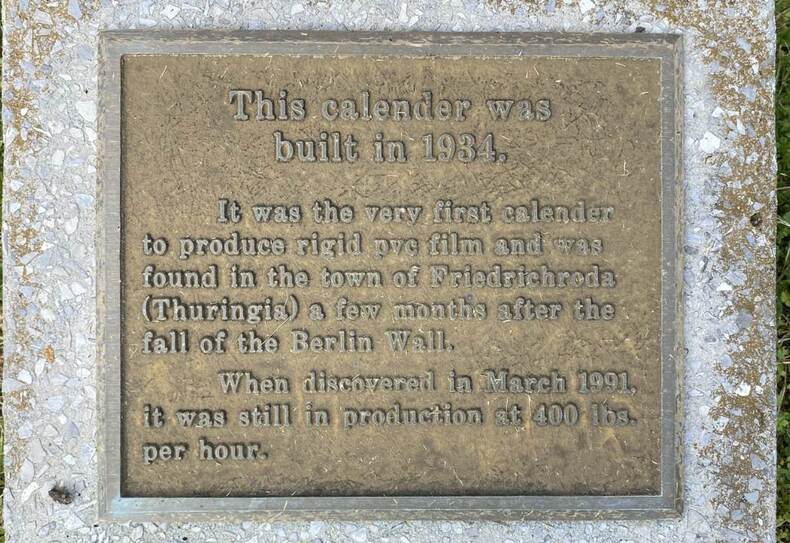 This calender was
built in 1934.
It was the very first calender
to produce rigid pvc film and was
found in the town of Friedrichroda
(Thuringia) a few months after the
fall of the Berlin Wall.
When discovered in March 1991,
it was still in production at 400 lbs.
per hour.